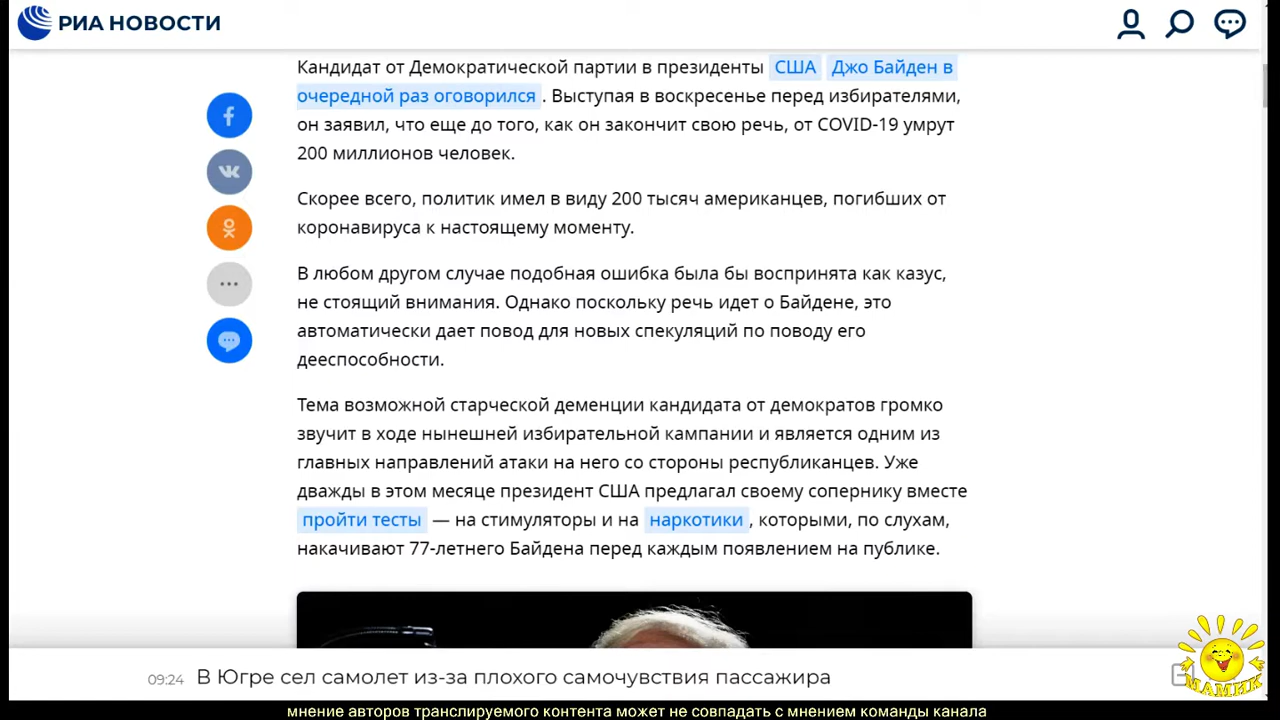 РИА НОВОСТИ
Кандидат от Демократической партии в президенты США Джо Байден в
очередной раз оговорился . Выступая в воскресенье перед избирателями,
он заявил, что еще до того, как он закончит свою речь, от COVID-19 умрут
200 миллионов человек.
Скорее всего, политик имел в виду 200 тысяч американцев, погибших от
коронавируса к настоящему моменту.
В любом другом случае подобная ошибка была бы воспринята как казус,
не стоящий внимания. Однако поскольку речь идет о Байдене, это
автоматически дает повод для новых спекуляций по поводу его
дееспособности.
Тема возможной старческой деменции кандидата от демократов громко
звучит в ходе нынешней избирательной кампании и является одним из
главных направлений атаки на него со стороны республиканцев. Уже
дважды в этом месяце президент США предлагал своему сопернику вместе
пройти тесты — на стимуляторы и на наркотики , которыми, по слухам,
накачивают 77-летнего Байдена перед каждым появлением на публике.
09:24 В Югре сел самолет из-за плохого самочувствия пассажира
МАМИК
мнение авторов транслируемого контента может не совпадать с мнением команды канала